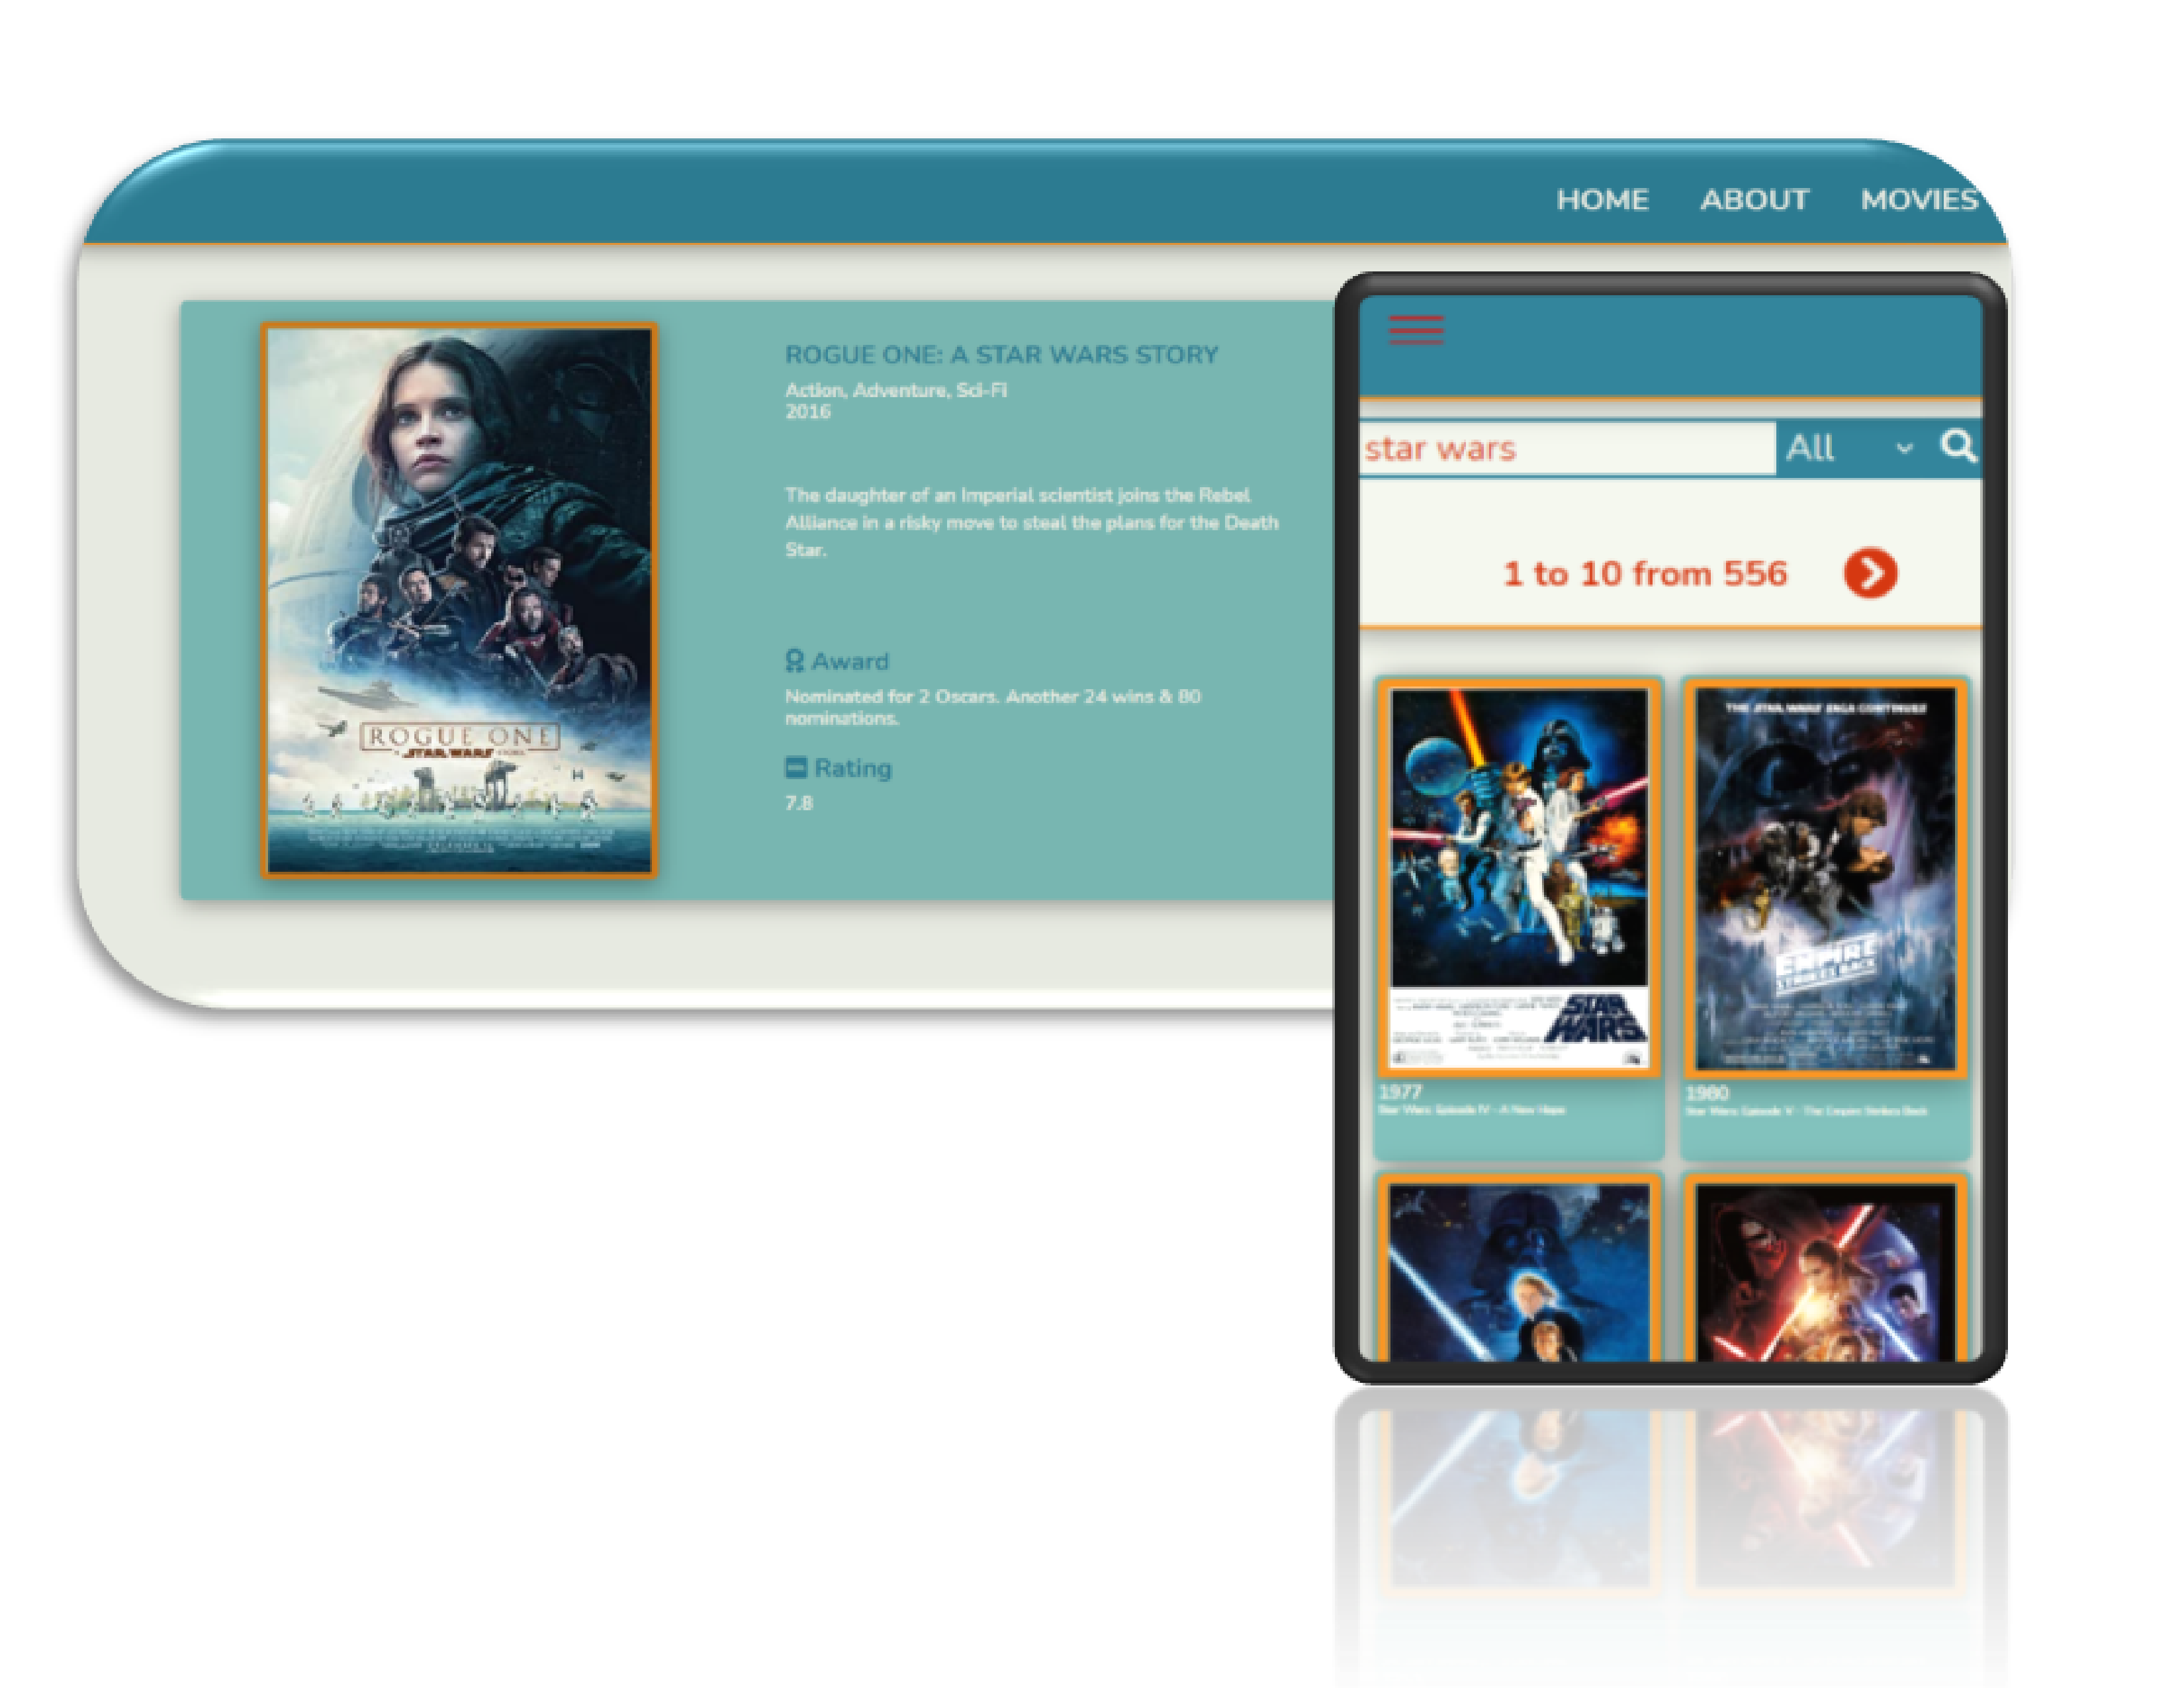 HOME ABOUT MOVIES
ROGUE ONE: A STAR WARS STORY
Action, Adventure, Sci-Fi
2016
The daughter of an Imperial scientist joins the Rebel
Alliance in a risky move to steal the plans for the Death
Star.
Award
Nominated for 2 Oscars. Another 24 wins & 80
nominations.
Rating
7.8
ROGUE ONE
A STAR WARS STORY
star wars
All
1 to 10 from 556
STAR
WARS
1977
Star Wars: Episode IV - A New Hope
THE STAR WARS SAGA CONTINUES
EMPIRE
STRIKES BACK
1980
Star Wars: Episode V - The Empire Strikes Back